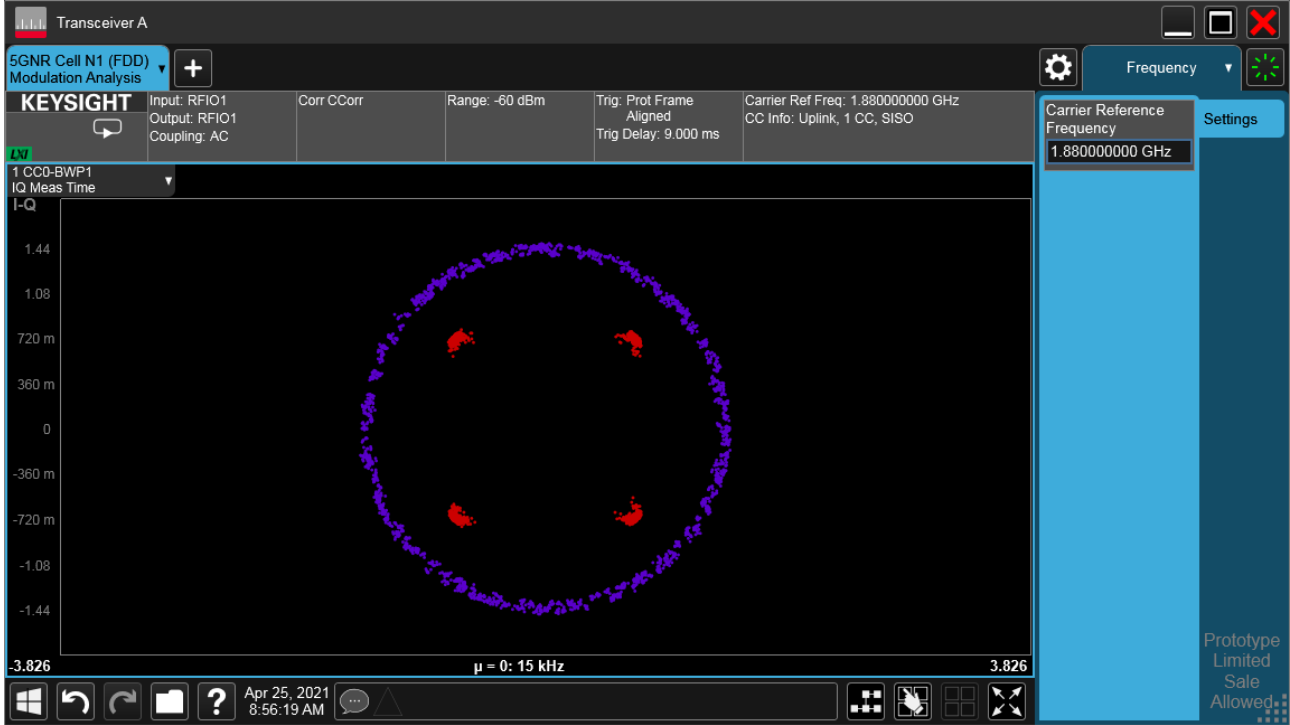 Transceiver A
5GNR Cell N1 (FDD)
Modulation Analysis
Frequency
KEYSIGHT
LXI
Input: RFIO1
Output: RFIO1
Coupling: AC
Corr CCorr
Range: -60 dBm
Trig: Prot Frame
Aligned
Trig Delay: 9.000 ms
Carrier Ref Freq: 1.880000000 GHz
CC Info: Uplink, 1 CC, SISO
Carrier Reference
Frequency
1.880000000 GHz
Settings
1 CC0-BWP1
IQ Meas Time
I-Q
1.44
1.08
720 m
360 m
0
-360 m
-720 m
-1.08
-1.44
-3.826
µ = 0: 15 kHz
3.826
Prototype
Limited
Sale
Allowed
?
Apr 25, 2021
8:56:19 AM